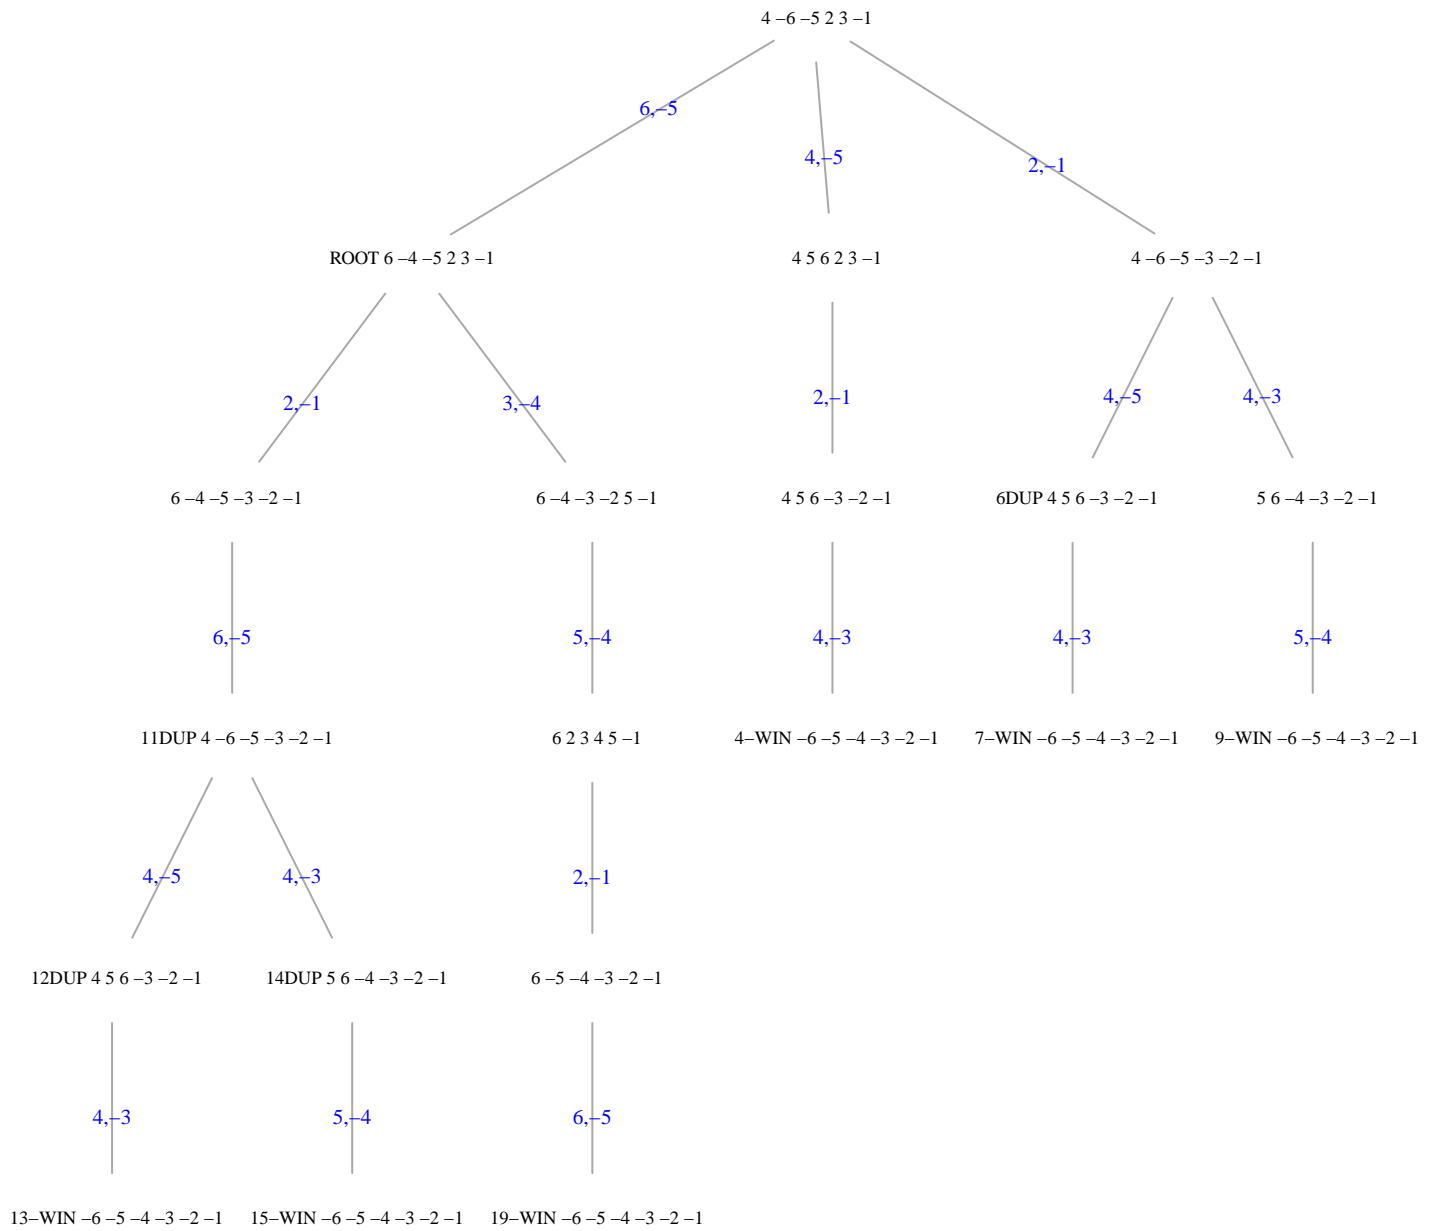 4 –6 –5 2 3 –1
6,–5
4,–5
2,–1
ROOT 6 –4 –5 2 3 –1
4 5 6 2 3 –1
4 –6 –5 –3 –2 –1
2,–1
3,–4
2,–1
4,–5
4,–3
6 –4 –5 –3 –2 –1
6 –4 –3 –2 5 –1
4 5 6 –3 –2 –1
6DUP 4 5 6 –3 –2 –1
5 6 –4 –3 –2 –1
6,–5
5,–4
4,–3
4,–3
5,–4
11DUP 4 –6 –5 –3 –2 –1
6 2 3 4 5 –1
4–WIN –6 –5 –4 –3 –2 –1
7–WIN –6 –5 –4 –3 –2 –1
9–WIN –6 –5 –4 –3 –2 –1
4,–5
4,–3
2,–1
12DUP 4 5 6 –3 –2 –1
14DUP 5 6 –4 –3 –2 –1
6 –5 –4 –3 –2 –1
4,–3
5,–4
6,–5
13–WIN –6 –5 –4 –3 –2 –1
15–WIN –6 –5 –4 –3 –2 –1
19–WIN –6 –5 –4 –3 –2 –1